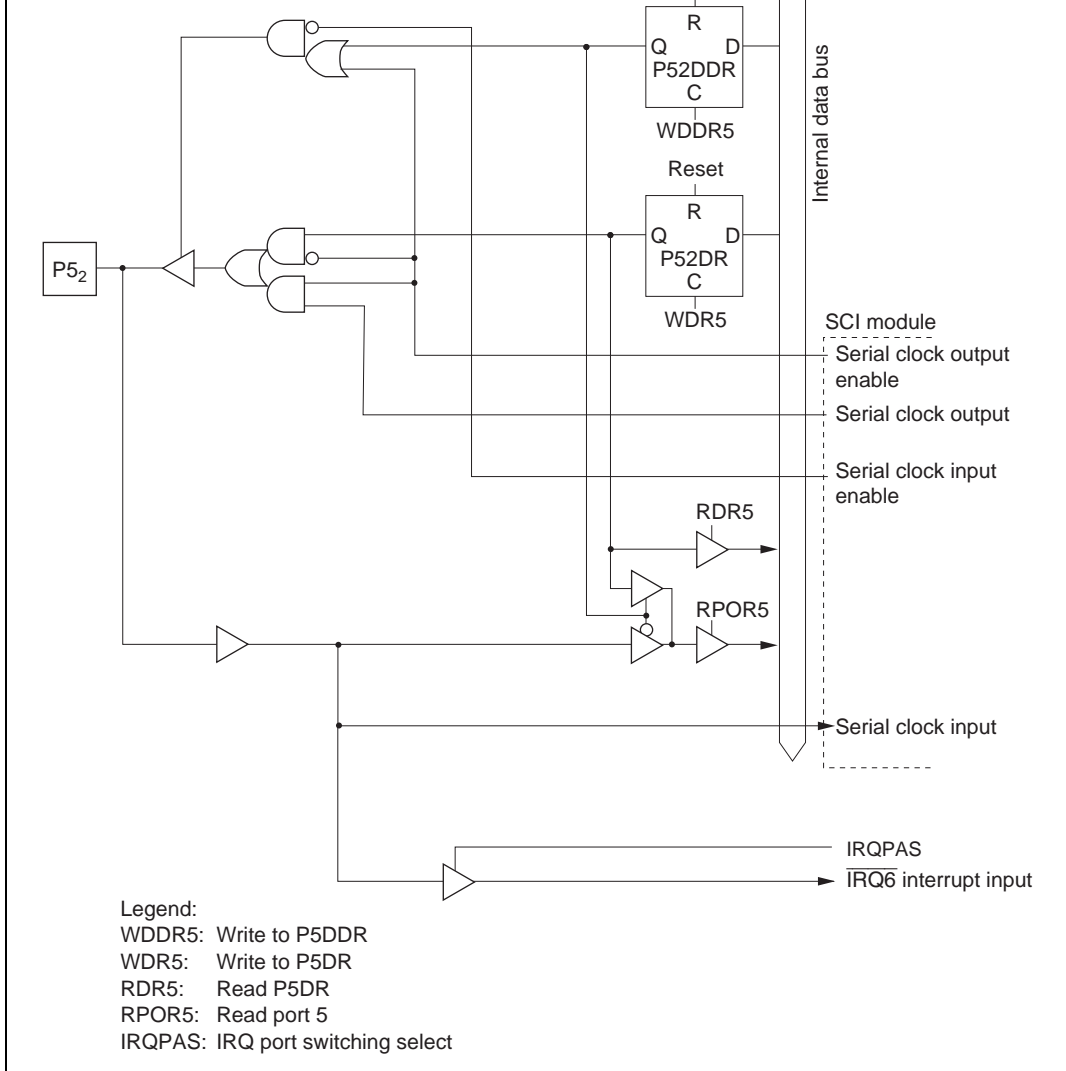 R
Q D
P52DDR
C
WDDR5
Internal data bus
Reset
R
Q D
P52DR
C
WDR5
P5₂
SCI module
Serial clock output
enable
Serial clock output
Serial clock input
enable
RDR5
RPOR5
Serial clock input
IRQPAS
I̅R̅Q̅6̅ interrupt input
Legend:
WDDR5: Write to P5DDR
WDR5: Write to P5DR
RDR5: Read P5DR
RPOR5: Read port 5
IRQPAS: IRQ port switching select